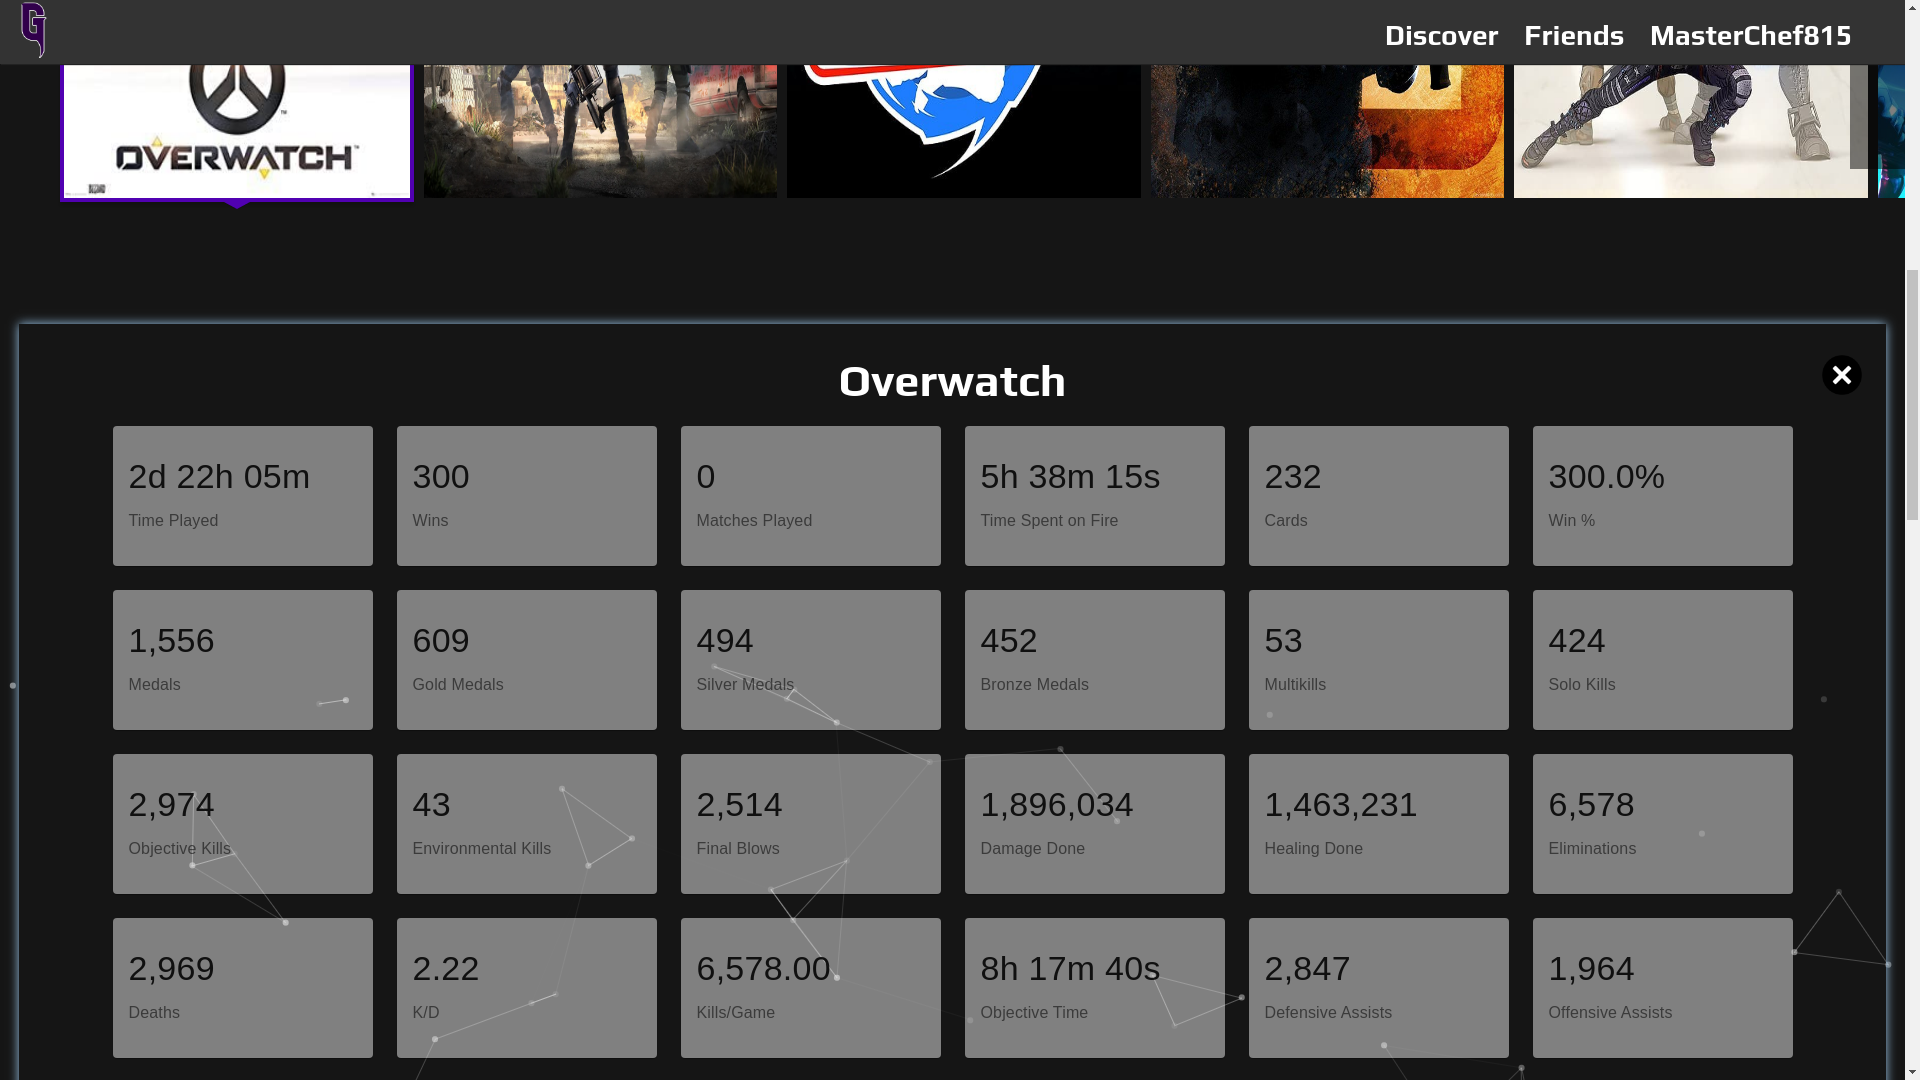 Discover Friends MasterChef815
OVERWATCH
Overwatch
2d 22h 05m
Time Played
300
Wins
0
Matches Played
5h 38m 15s
Time Spent on Fire
232
Cards
300.0%
Win %
1,556
Medals
609
Gold Medals
494
Silver Medals
452
Bronze Medals
53
Multikills
424
Solo Kills
2,974
Objective Kills
43
Environmental Kills
2,514
Final Blows
1,896,034
Damage Done
1,463,231
Healing Done
6,578
Eliminations
2,969
Deaths
2.22
K/D
6,578.00
Kills/Game
8h 17m 40s
Objective Time
2,847
Defensive Assists
1,964
Offensive Assists